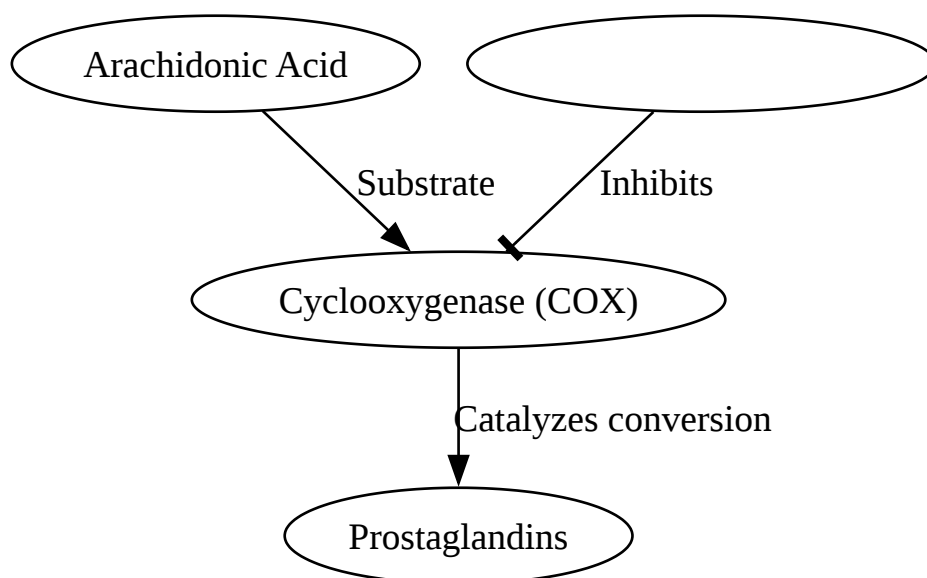 Arachidonic Acid
Substrate
Inhibits
Cyclooxygenase (COX)
Catalyzes conversion
Prostaglandins